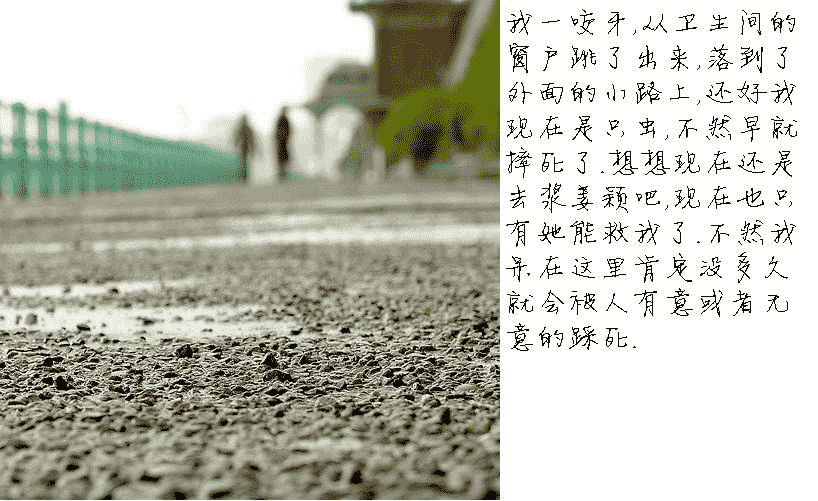 我一咬牙,从卫生间的
窗户跳了出来,落到了
外面的小路上,还好我
现在是只虫,不然早就
摔死了.想想现在还是
去浆姜颖吧,现在也只
有她能救我了.不然我
呆在这里肯定没多久
就会被人有意或者无
意的踩死.